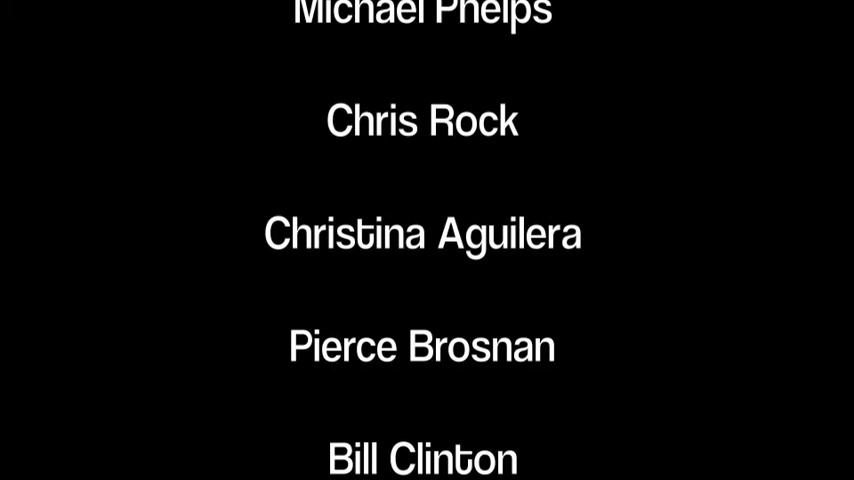 Michael Phelps
Chris Rock
Christina Aguilera
Pierce Brosnan
Bill Clinton